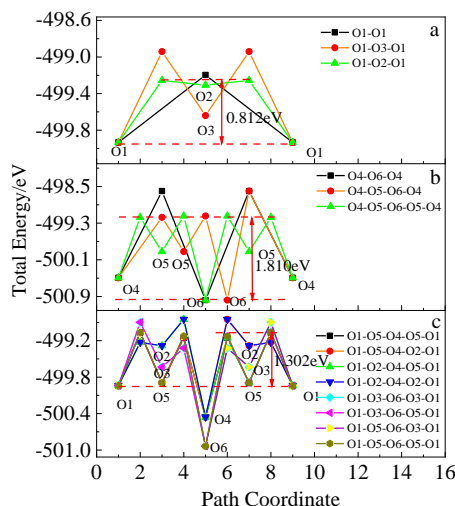 a
-498.6
-499.0
-499.4
-499.8
O1-O1
O1-O3-O1
O1-O2-O1
O2
0.812eV
O3
O1
O1
b
-498.5
-499.3
-500.1
-500.9
O4-O6-O4
O4-O5-O6-O4
O4-O5-O6-O5-O4
O5
O5
O5
O4
O4
1.810eV
O6
O6
c
-499.2
-499.8
-500.4
-501.0
1.302eV
O2
O2
O3
O3
O1
O5
O5
O1
O4
O6
O1-O5-O4-O5-O1
O1-O5-O4-O2-O1
O1-O2-O4-O5-O1
O1-O2-O4-O2-O1
O1-O3-O6-O3-O1
O1-O3-O6-O5-O1
O1-O5-O6-O3-O1
O1-O5-O6-O5-O1
0 2 4 6 8 10 12 14 16
Path Coordinate
Total Energy/eV